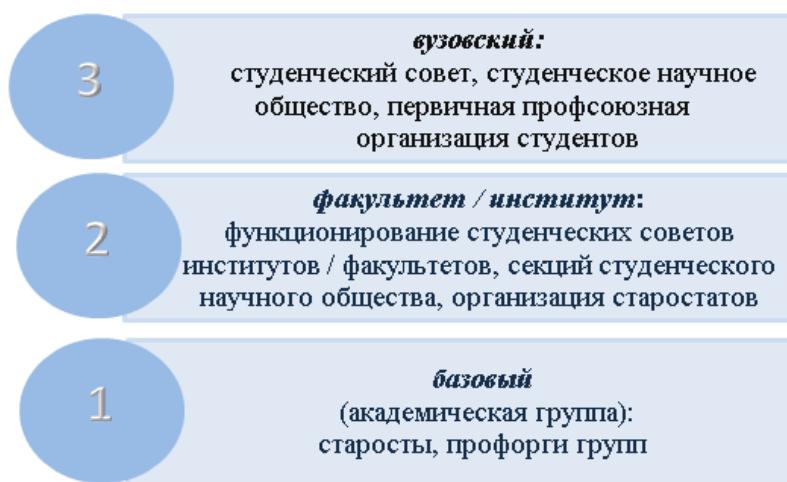 3
вузовский:
студенческий совет, студенческое научное
общество, первичная профсоюзная
организация студентов
2
факультет / институт:
функционирование студенческих советов
институтов / факультетов, секций студенческого
научного общества, организация старостатов
1
базовый
(академическая группа):
старосты, профорги групп